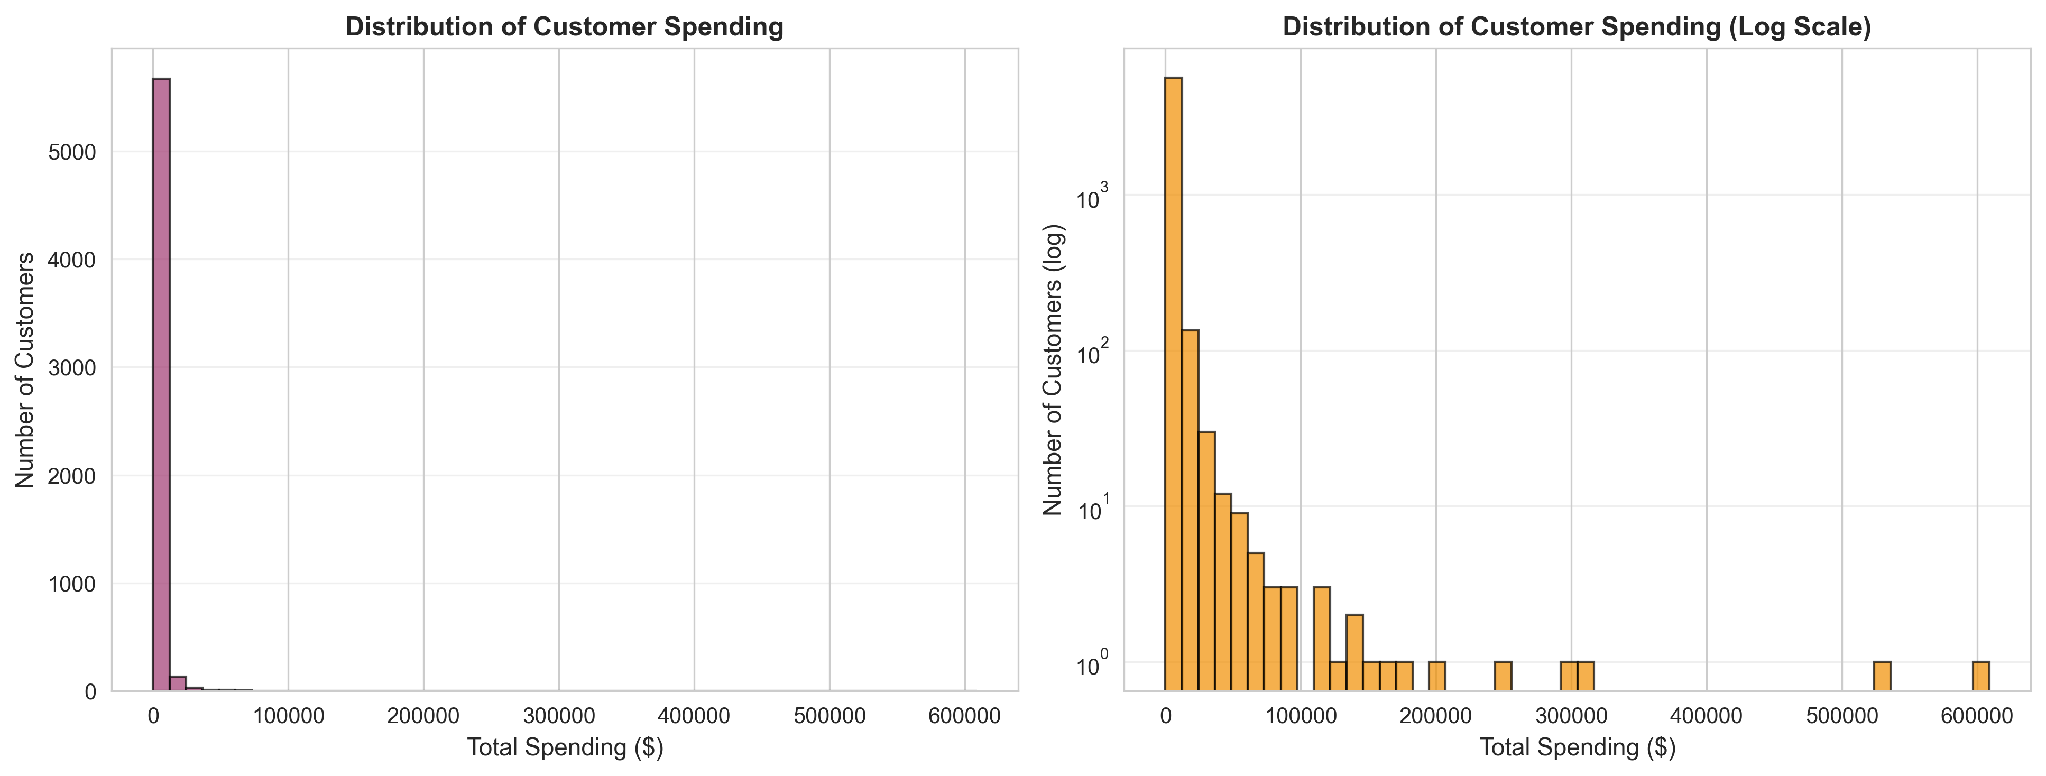 Distribution of Customer Spending
Number of Customers
5000
4000
3000
2000
1000
0
0 100000 200000 300000 400000 500000 600000
Total Spending ($)
Distribution of Customer Spending (Log Scale)
Number of Customers (log)
10³
10²
10¹
10⁰
0 100000 200000 300000 400000 500000 600000
Total Spending ($)